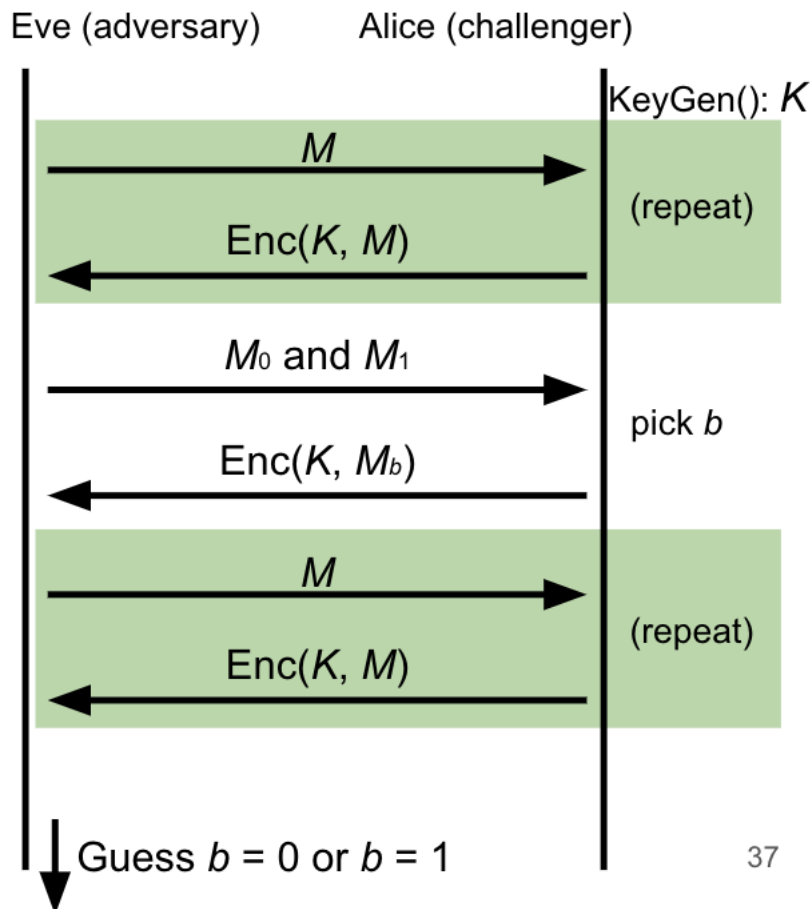 Eve (adversary) Alice (challenger)
KeyGen(): K
M
(repeat)
Enc(K, M)
M₀ and M₁
pick b
Enc(K, Mb)
M
(repeat)
Enc(K, M)
Guess b = 0 or b = 1
37